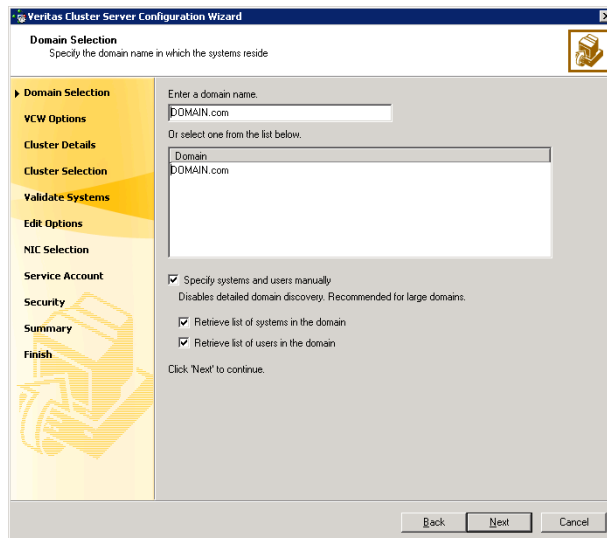 Veritas Cluster Server Configuration Wizard
Domain Selection
Specify the domain name in which the systems reside
Domain Selection
VCW Options
Cluster Details
Cluster Selection
Validate Systems
Edit Options
NIC Selection
Service Account
Security
Summary
Finish
Enter a domain name.
DOMAIN.com
Or select one from the list below.
Domain
DOMAIN.com
Specify systems and users manually
Disables detailed domain discovery. Recommended for large domains.
Retrieve list of systems in the domain
Retrieve list of users in the domain
Click 'Next' to continue.
Back Next Cancel